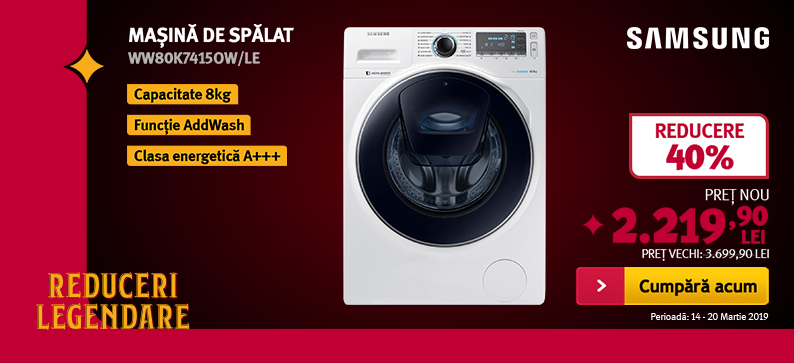 MAȘINĂ DE SPĂLAT
WW80K7415OW/LE
Capacitate 8kg
Funcție AddWash
Clasa energetică A+++
SAMSUNG
SAMSUNG
REDUCERE
40%
PREȚ NOU
2.219,90
LEI
PREȚ VECHI: 3.699,90 LEI
Cumpără acum
Perioadă: 14 - 20 Martie 2019
REDUCERI
LEGENDARE